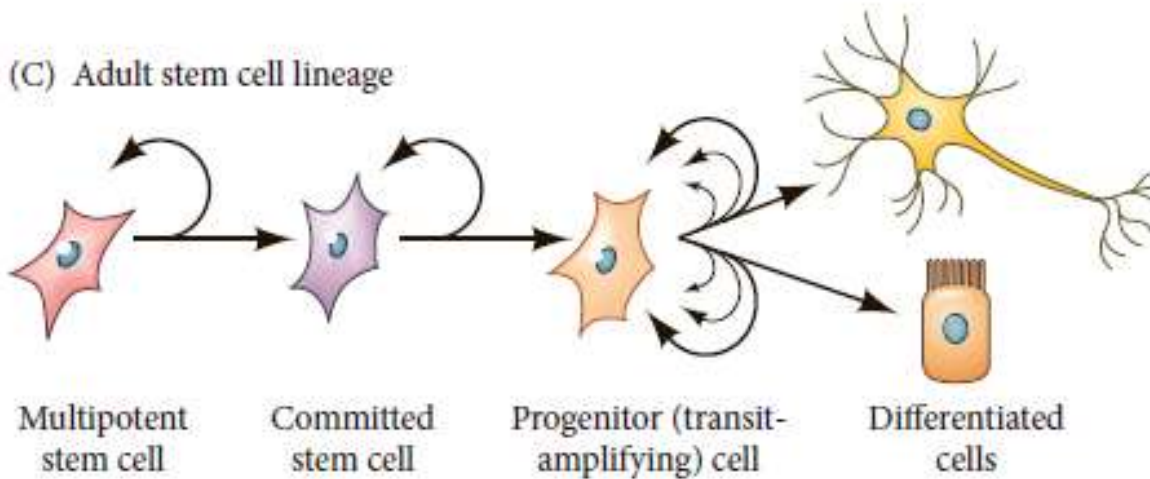 (C) Adult stem cell lineage
Multipotent
stem cell
Committed
stem cell
Progenitor (transit-
amplifying) cell
Differentiated
cells